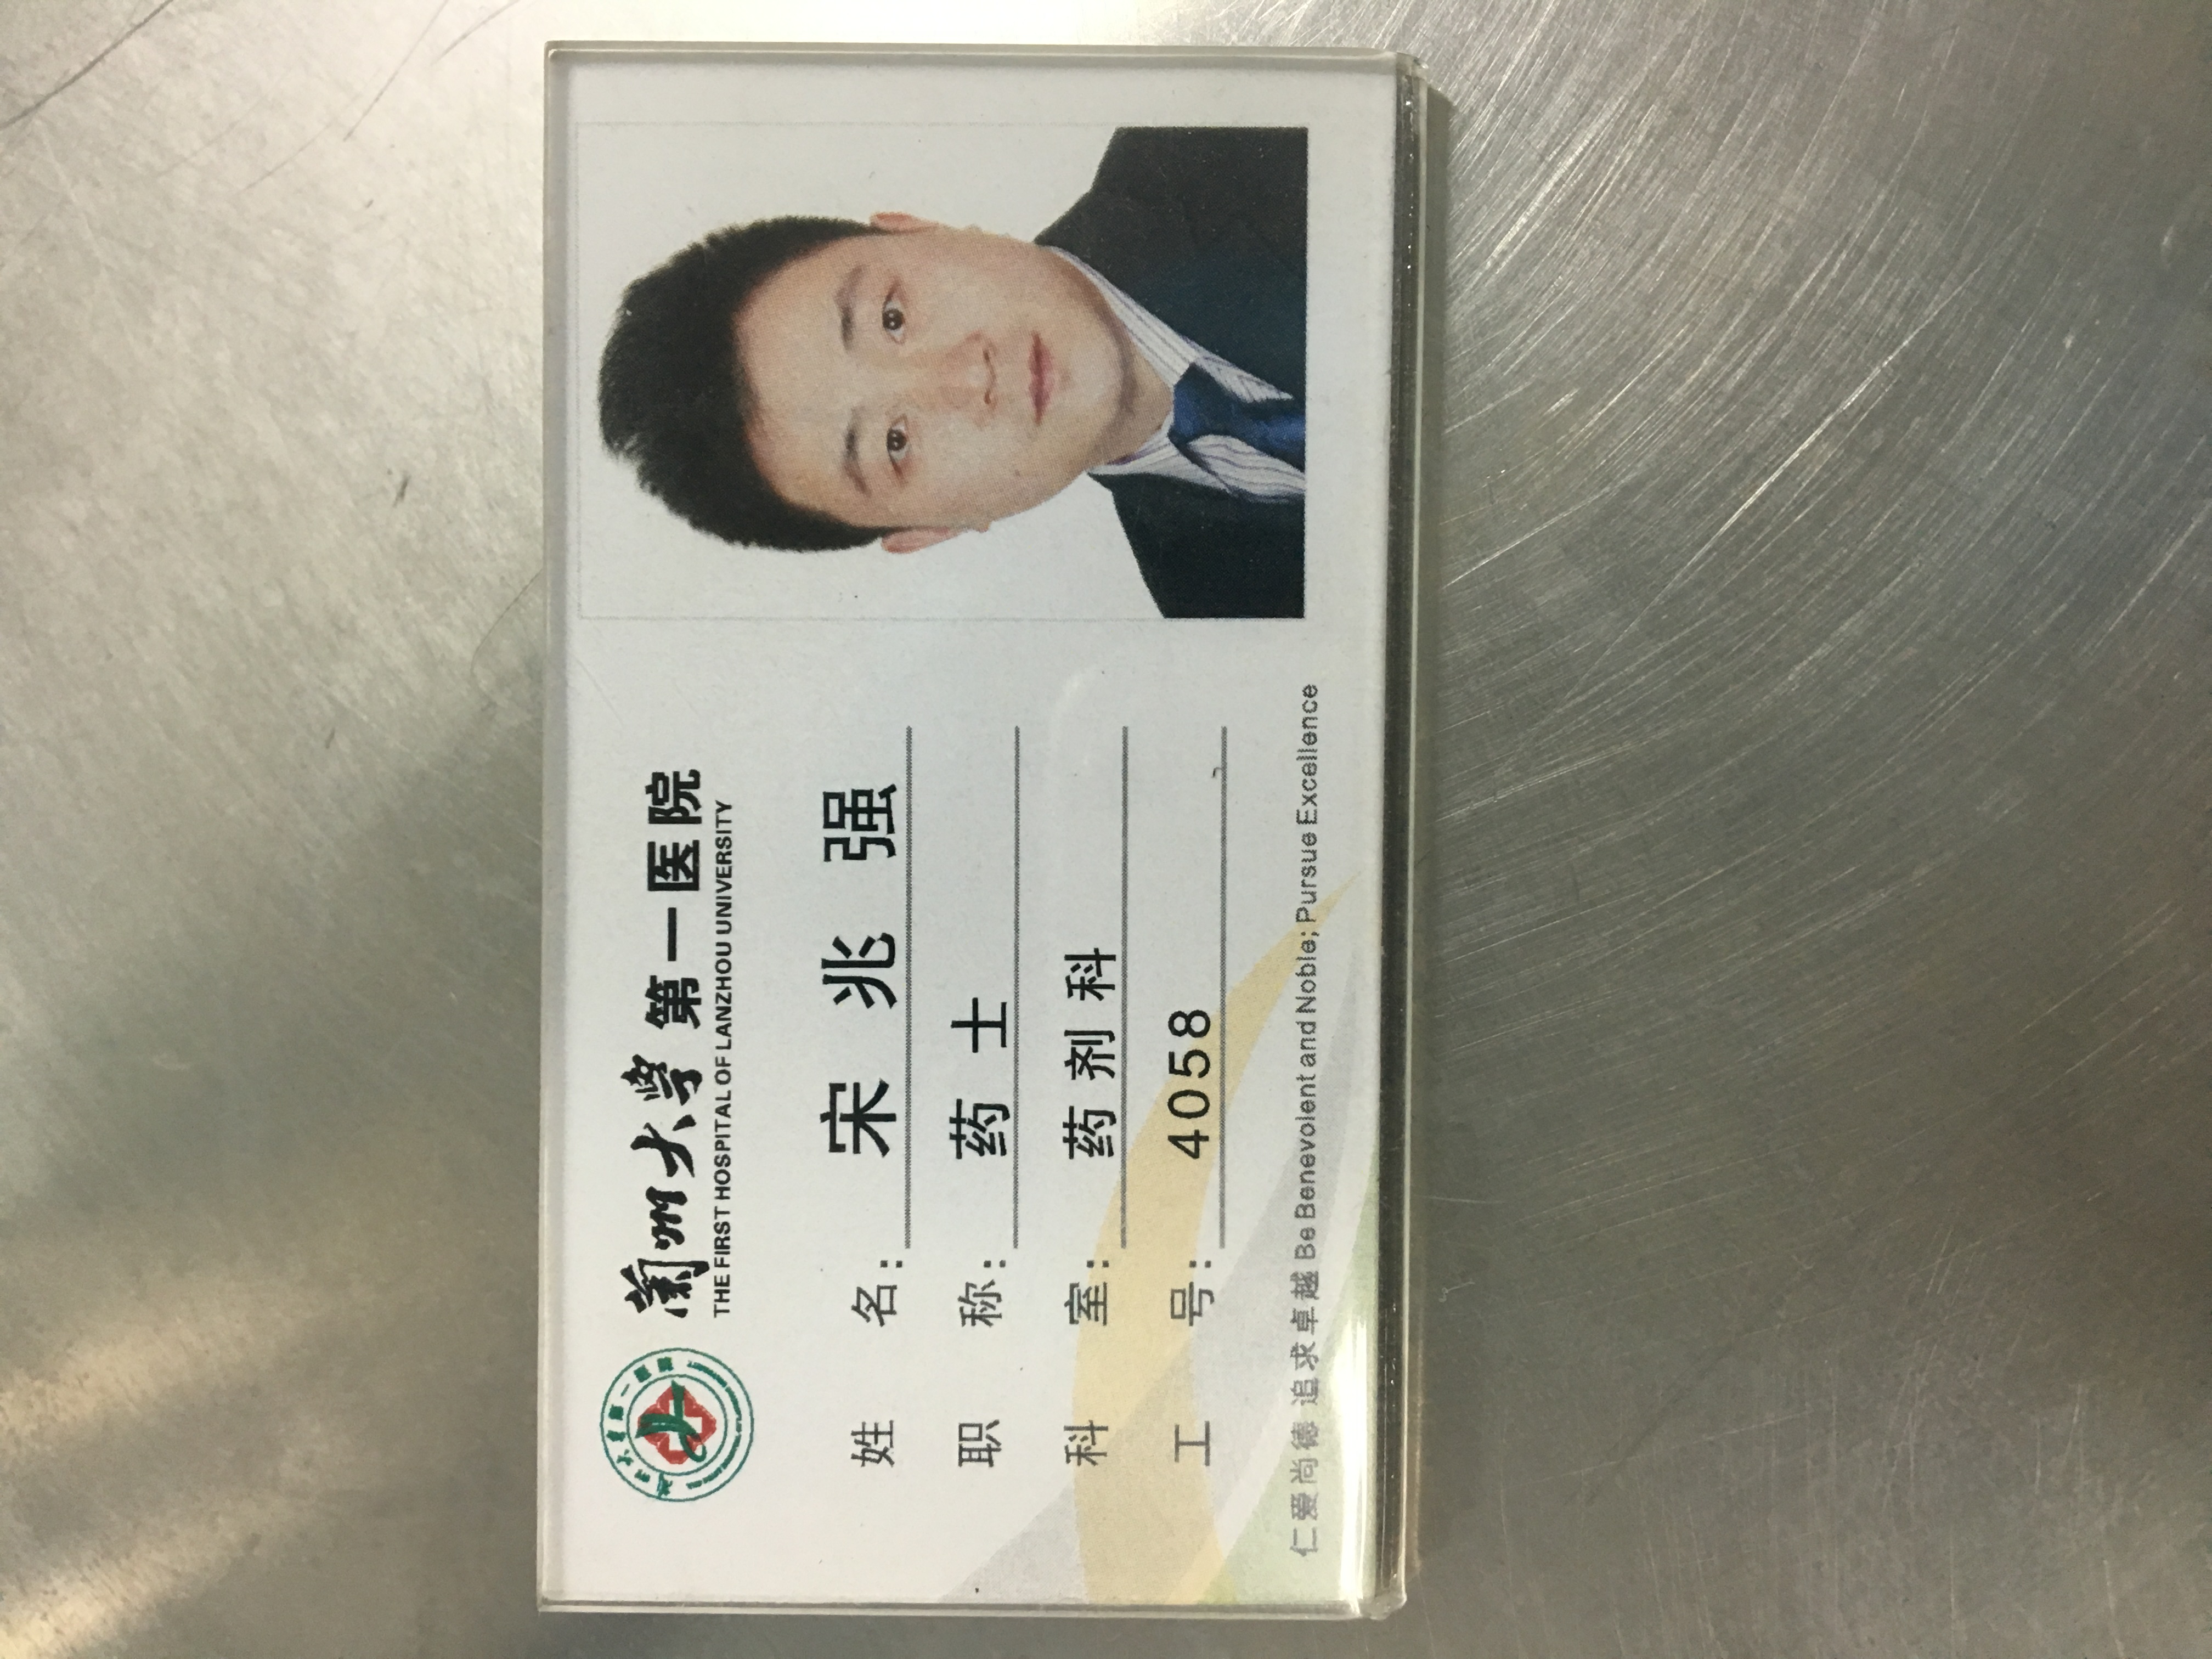 兰州大学第一医院
THE FIRST HOSPITAL OF LANZHOU UNIVERSITY
姓 名: 宋兆强
职 称: 药士
科 室: 药剂科
工 号: 4058
仁爱尚德 追求卓越 Be Benevolent and Noble; Pursue Excellence